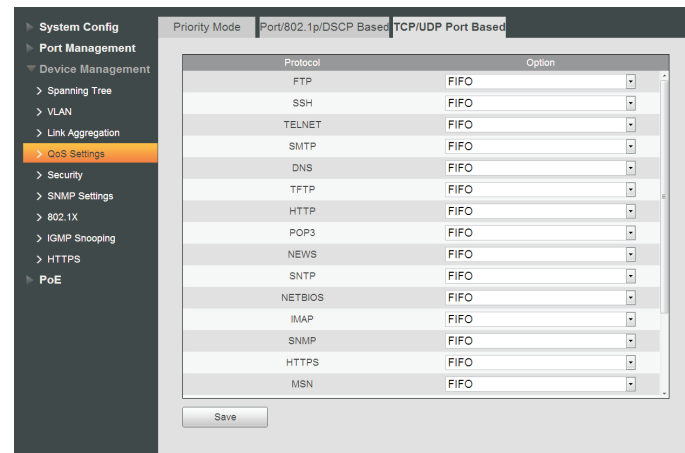 System Config
Port Management
Device Management
Spanning Tree
VLAN
Link Aggregation
QoS Settings
Security
SNMP Settings
802.1X
IGMP Snooping
HTTPS
PoE
Priority Mode Port/802.1p/DSCP Based TCP/UDP Port Based
Protocol Option
FTP FIFO
SSH FIFO
TELNET FIFO
SMTP FIFO
DNS FIFO
TFTP FIFO
HTTP FIFO
POP3 FIFO
NEWS FIFO
SNTP FIFO
NETBIOS FIFO
IMAP FIFO
SNMP FIFO
HTTPS FIFO
MSN FIFO
Save